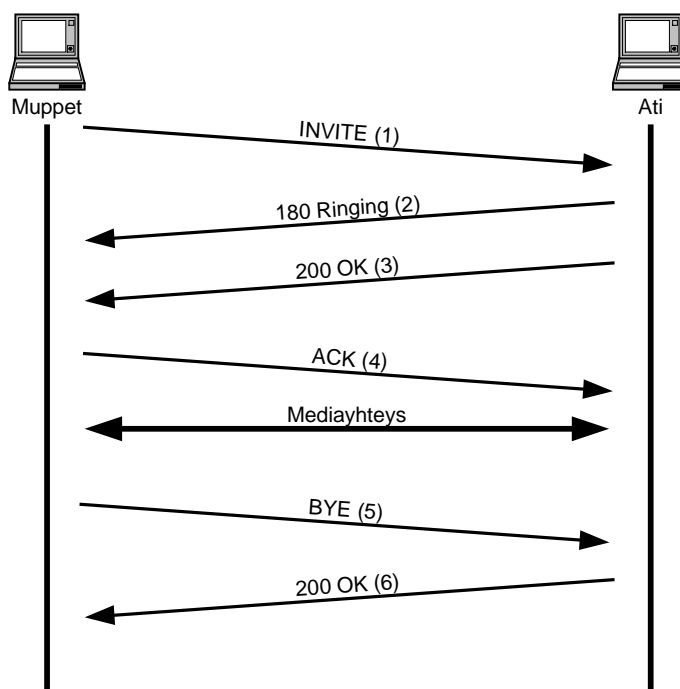 Muppet
Ati
INVITE (1)
180 Ringing (2)
200 OK (3)
ACK (4)
Mediayhteys
BYE (5)
200 OK (6)